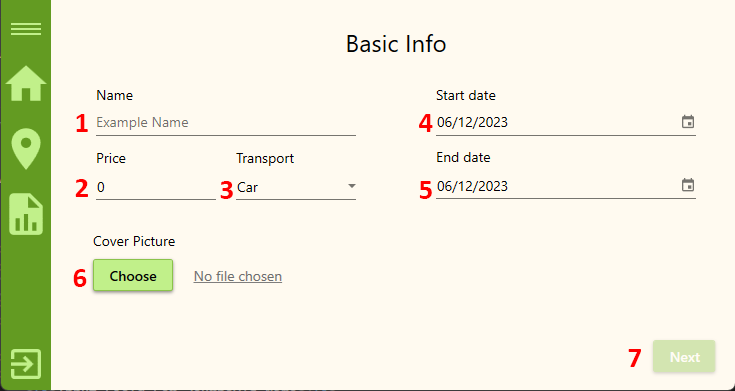 Basic Info
Name
Start date
1 Example Name
4 06/12/2023
Price
Transport
End date
2 0
3 Car
5 06/12/2023
Cover Picture
6 Choose No file chosen
7 Next